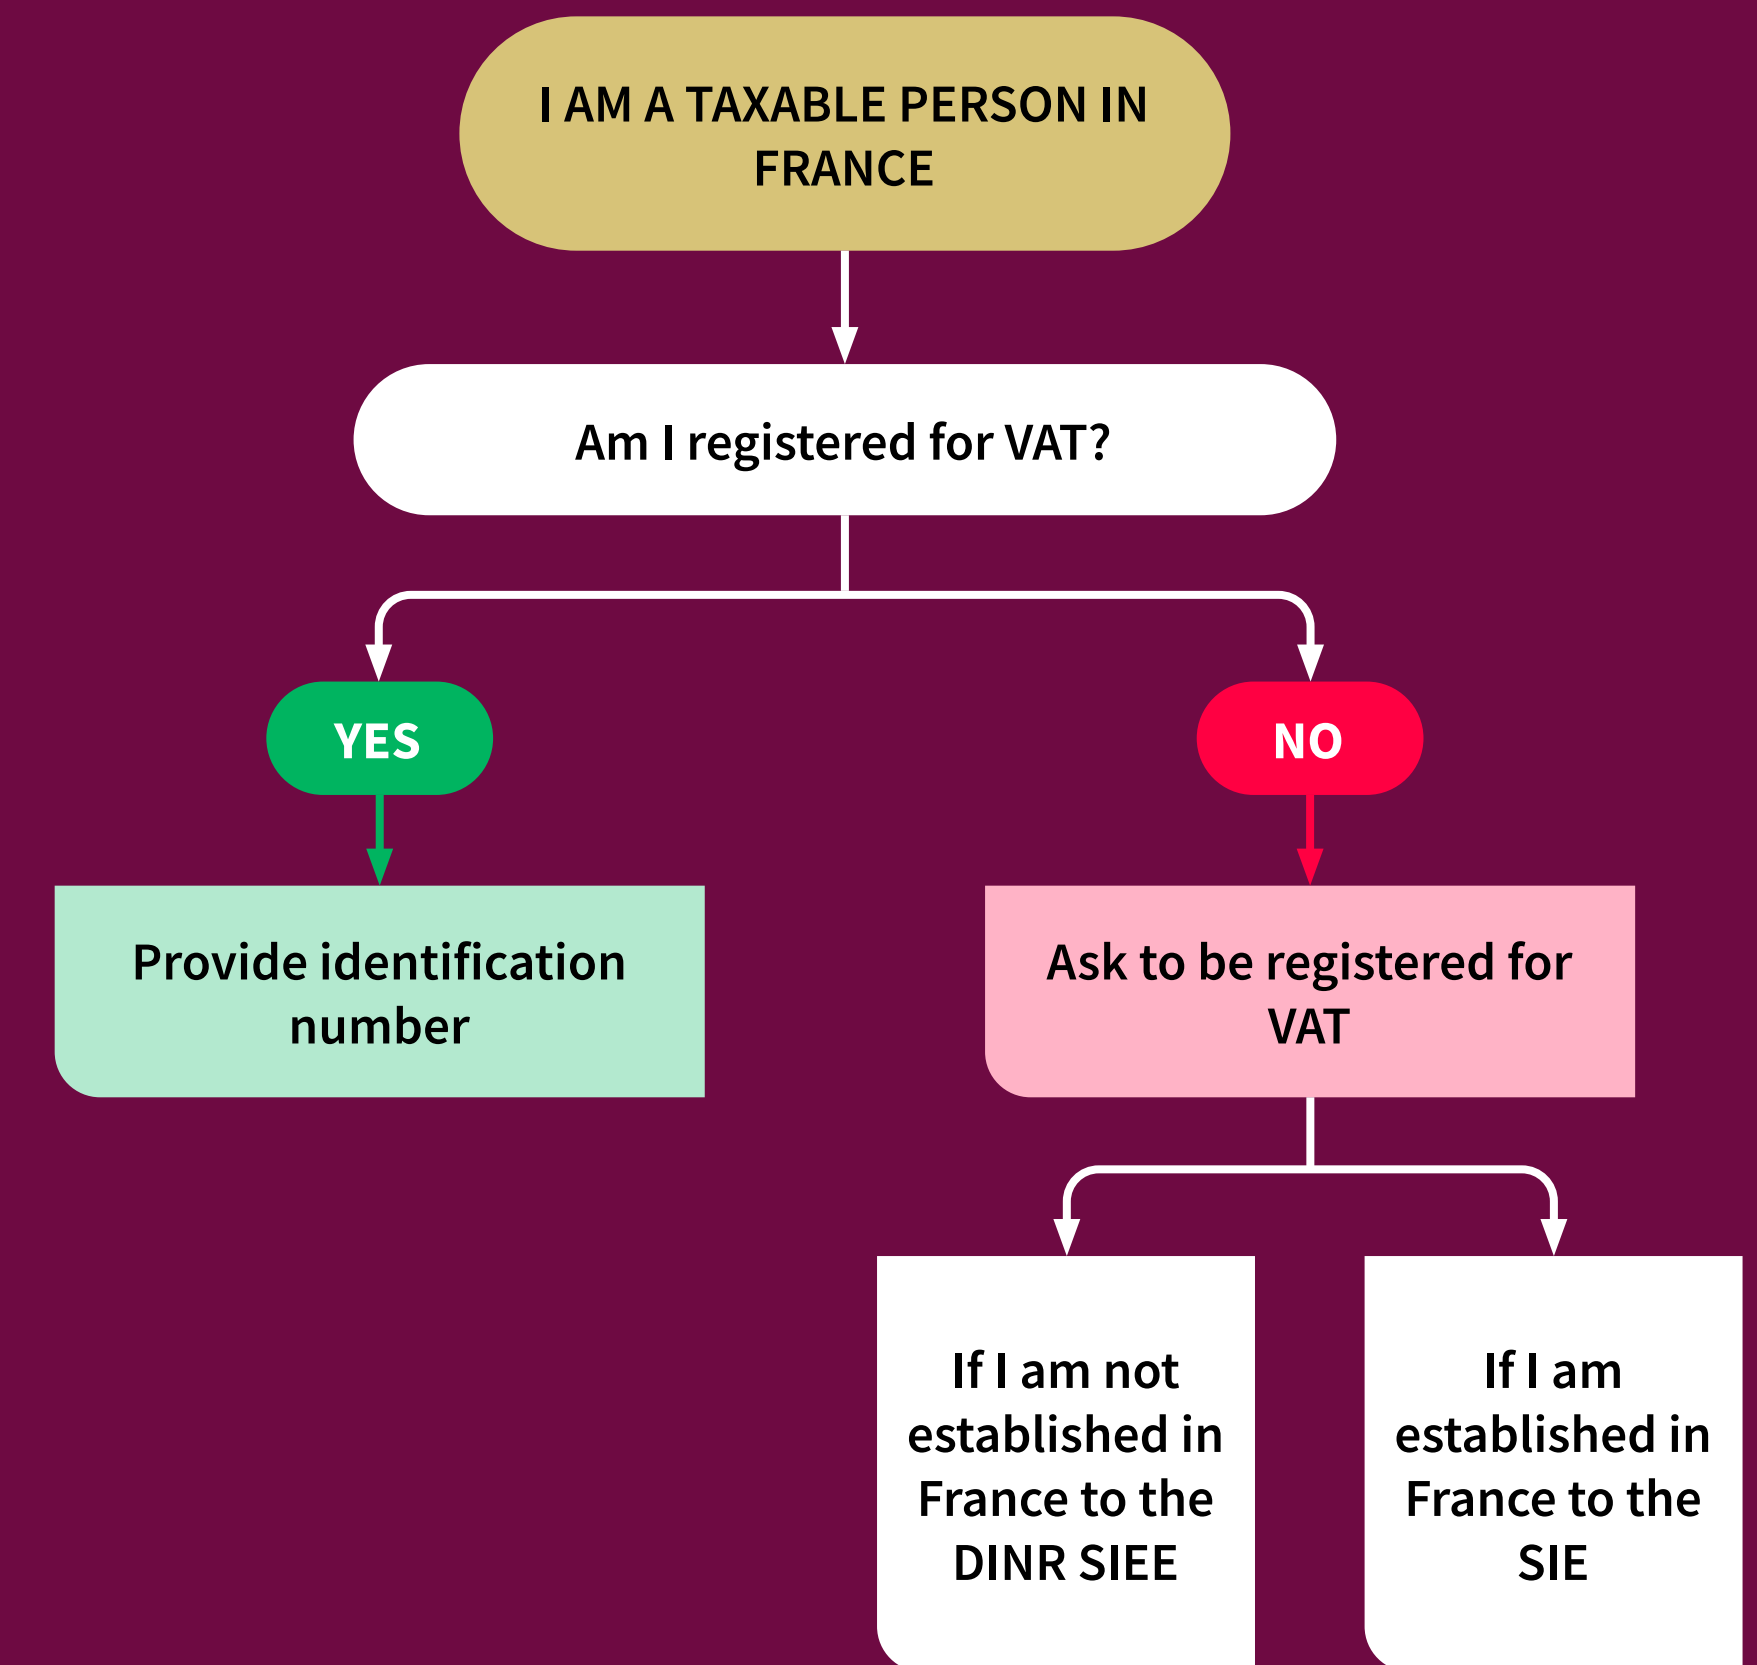 I AM A TAXABLE PERSON IN
FRANCE
Am I registered for VAT?
YES
NO
Provide identification
number
Ask to be registered for
VAT
If I am not
established in
France to the
DINR SIEE
If I am
established in
France to the
SIE